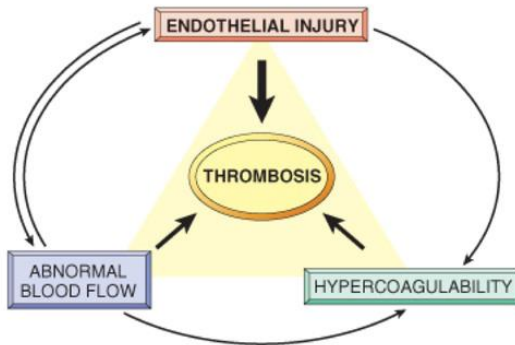 ENDOTHELIAL INJURY
THROMBOSIS
ABNORMAL
BLOOD FLOW
HYPERCOAGULABILITY